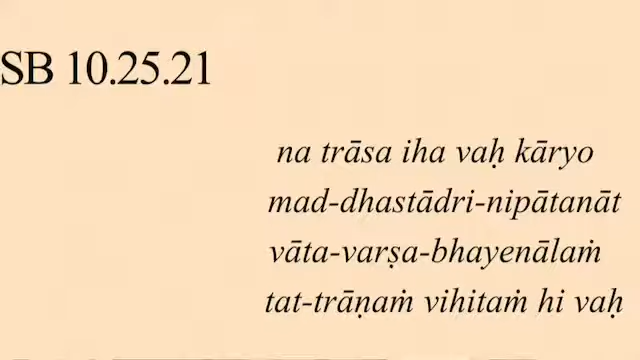 SB 10.25.21
na trāsa iha vaḥ kāryo
mad-dhastādri-nipātanāt
vāta-varṣa-bhayenālaṁ
tat-trāṇaṁ vihitaṁ hi vaḥ